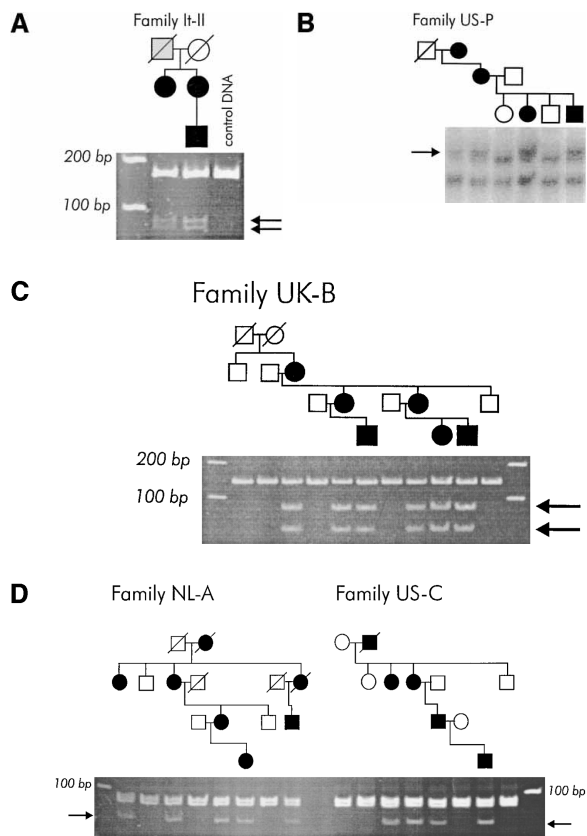 A
Family It-II
control DNA
200 bp
100 bp
B
Family US-P
C
Family UK-B
200 bp
100 bp
D
Family NL-A
Family US-C
100 bp
100 bp